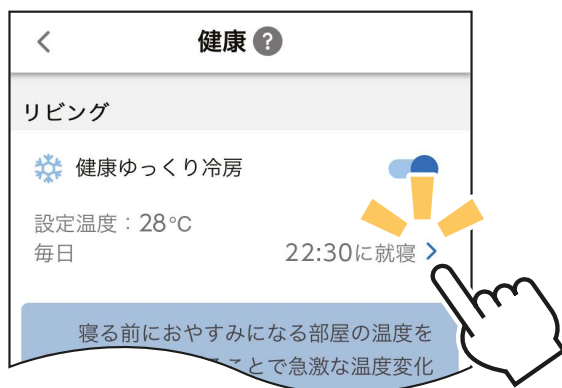 健康 ?
リビング
健康ゆっくり冷房
設定温度：28℃
毎日 22:30に就寝
寝る前におやすみになる部屋の温度を
ことで急激な温度変化